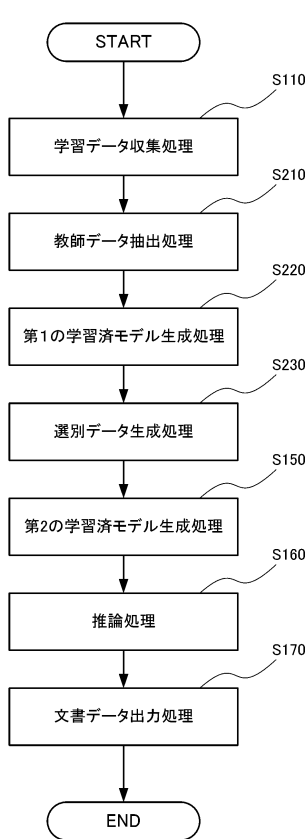 START
S110
学習データ収集処理
S210
教師データ抽出処理
S220
第1の学習済モデル生成処理
S230
選別データ生成処理
S150
第2の学習済モデル生成処理
S160
推論処理
S170
文書データ出力処理
END